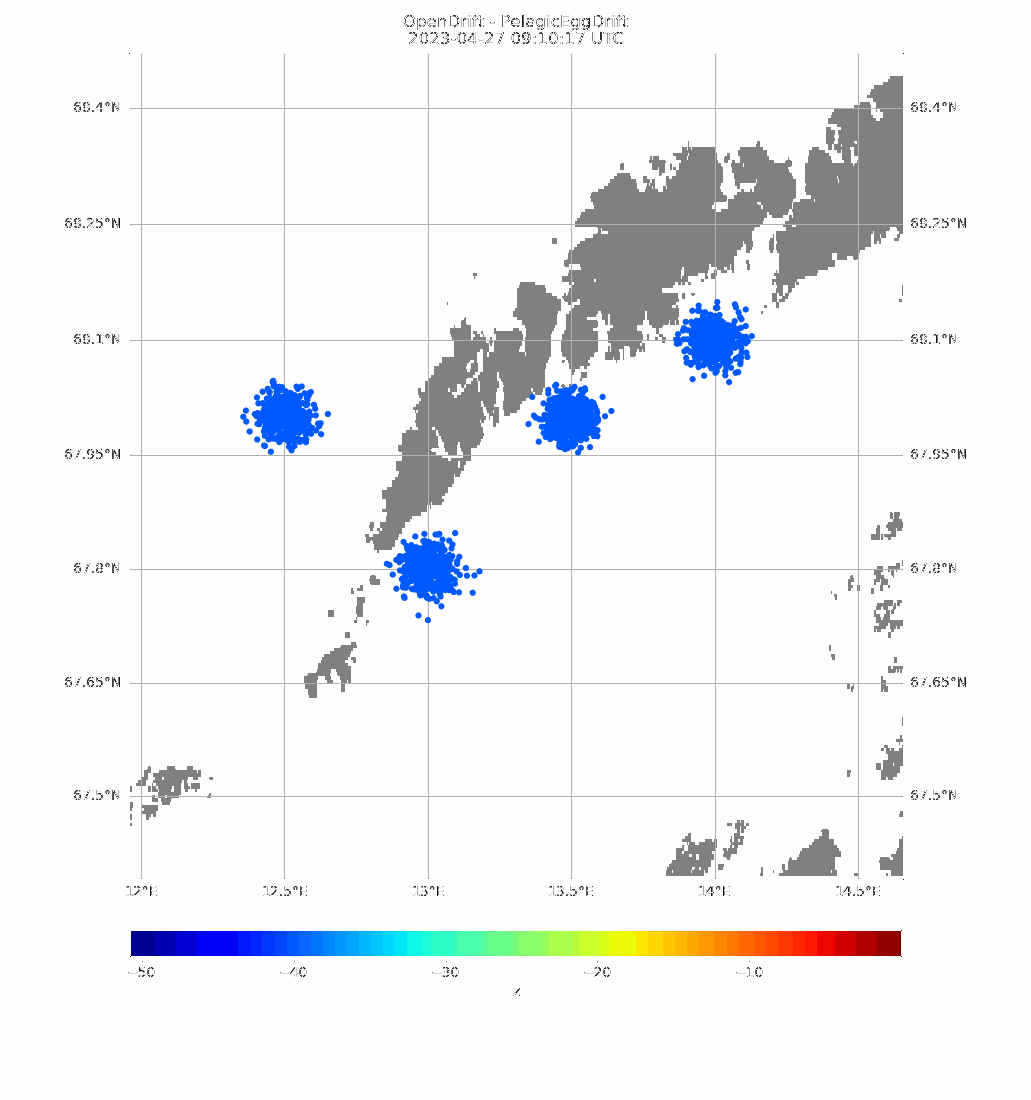 OpenDrift - PelagicEggDrift
2023-04-27 09:10:17 UTC
68.4°N 68.4°N
68.25°N 68.25°N
68.1°N 68.1°N
67.95°N 67.95°N
67.8°N 67.8°N
67.65°N 67.65°N
67.5°N 67.5°N
12°E 12.5°E 13°E 13.5°E 14°E 14.5°E
−50 −40 −30 −20 −10
z